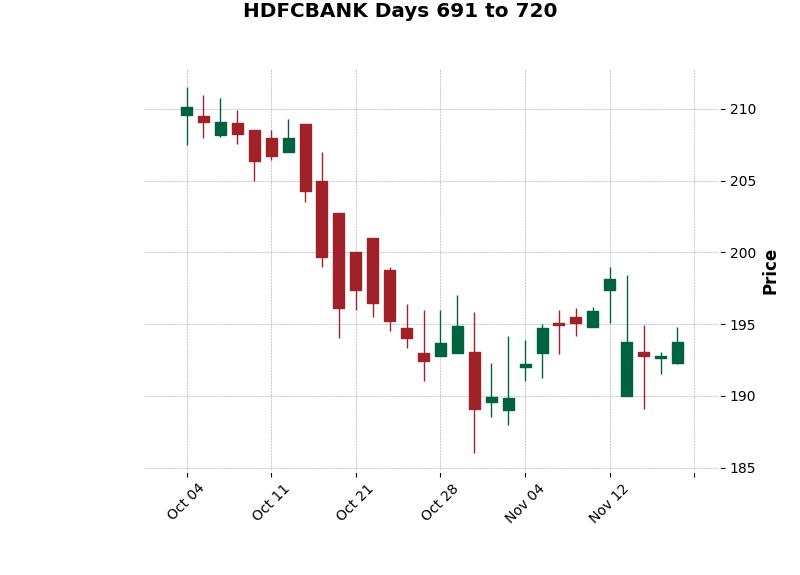 HDFCBANK Days 691 to 720
210
205
200
195
190
185
Price
Oct 04
Oct 11
Oct 21
Oct 28
Nov 04
Nov 12